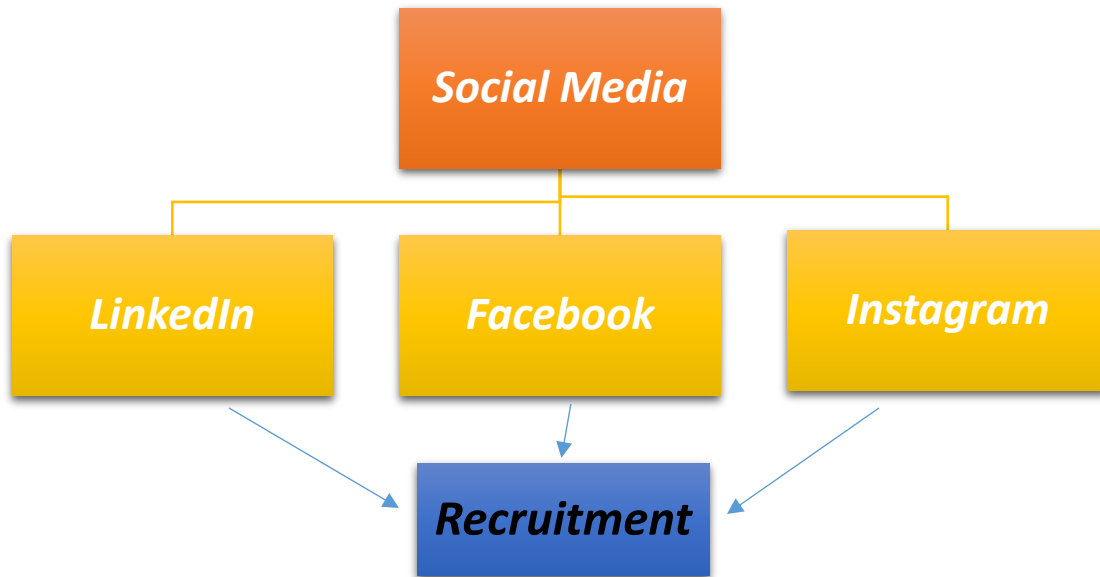 Social Media
LinkedIn
Facebook
Instagram
Recruitment